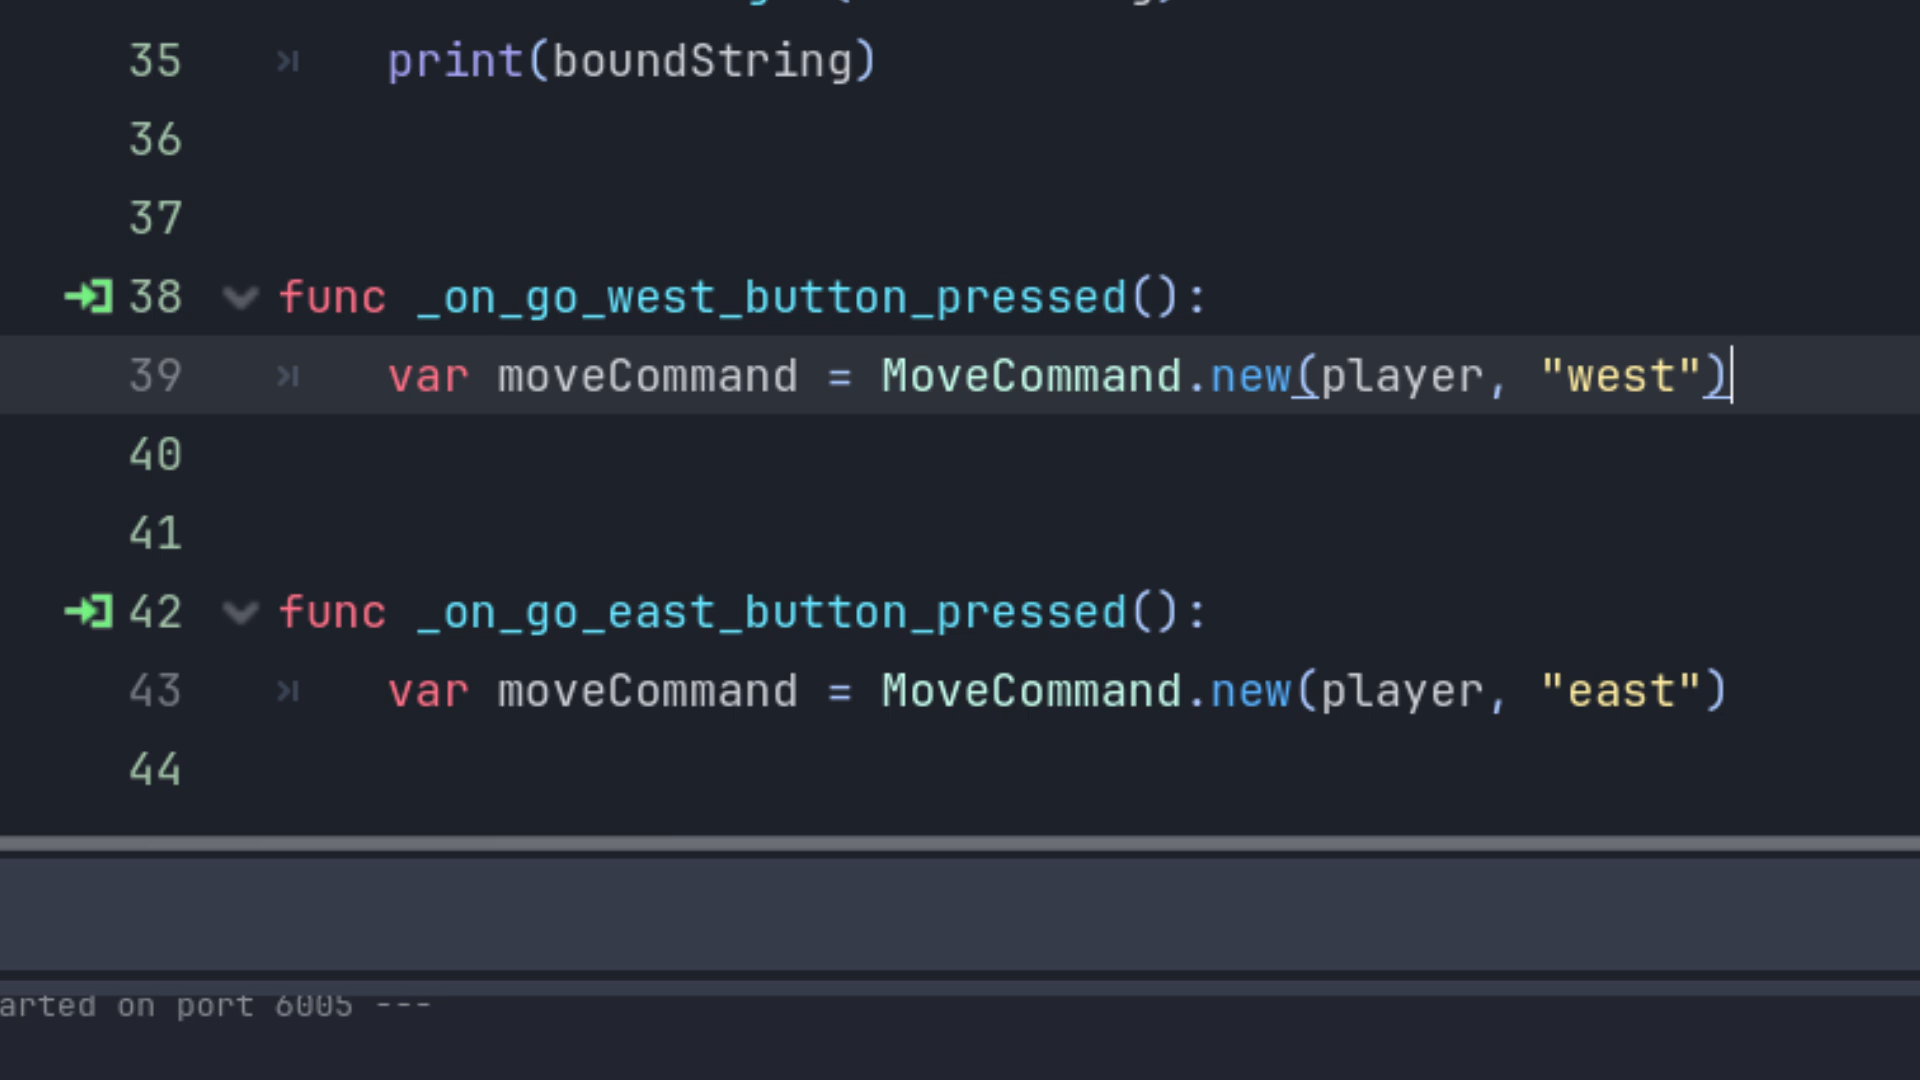 35 print(boundString)
36
37
38 func _on_go_west_button_pressed():
39 var moveCommand = MoveCommand.new(player, "west")
40
41
42 func _on_go_east_button_pressed():
43 var moveCommand = MoveCommand.new(player, "east")
44
arted on port 6005 ---